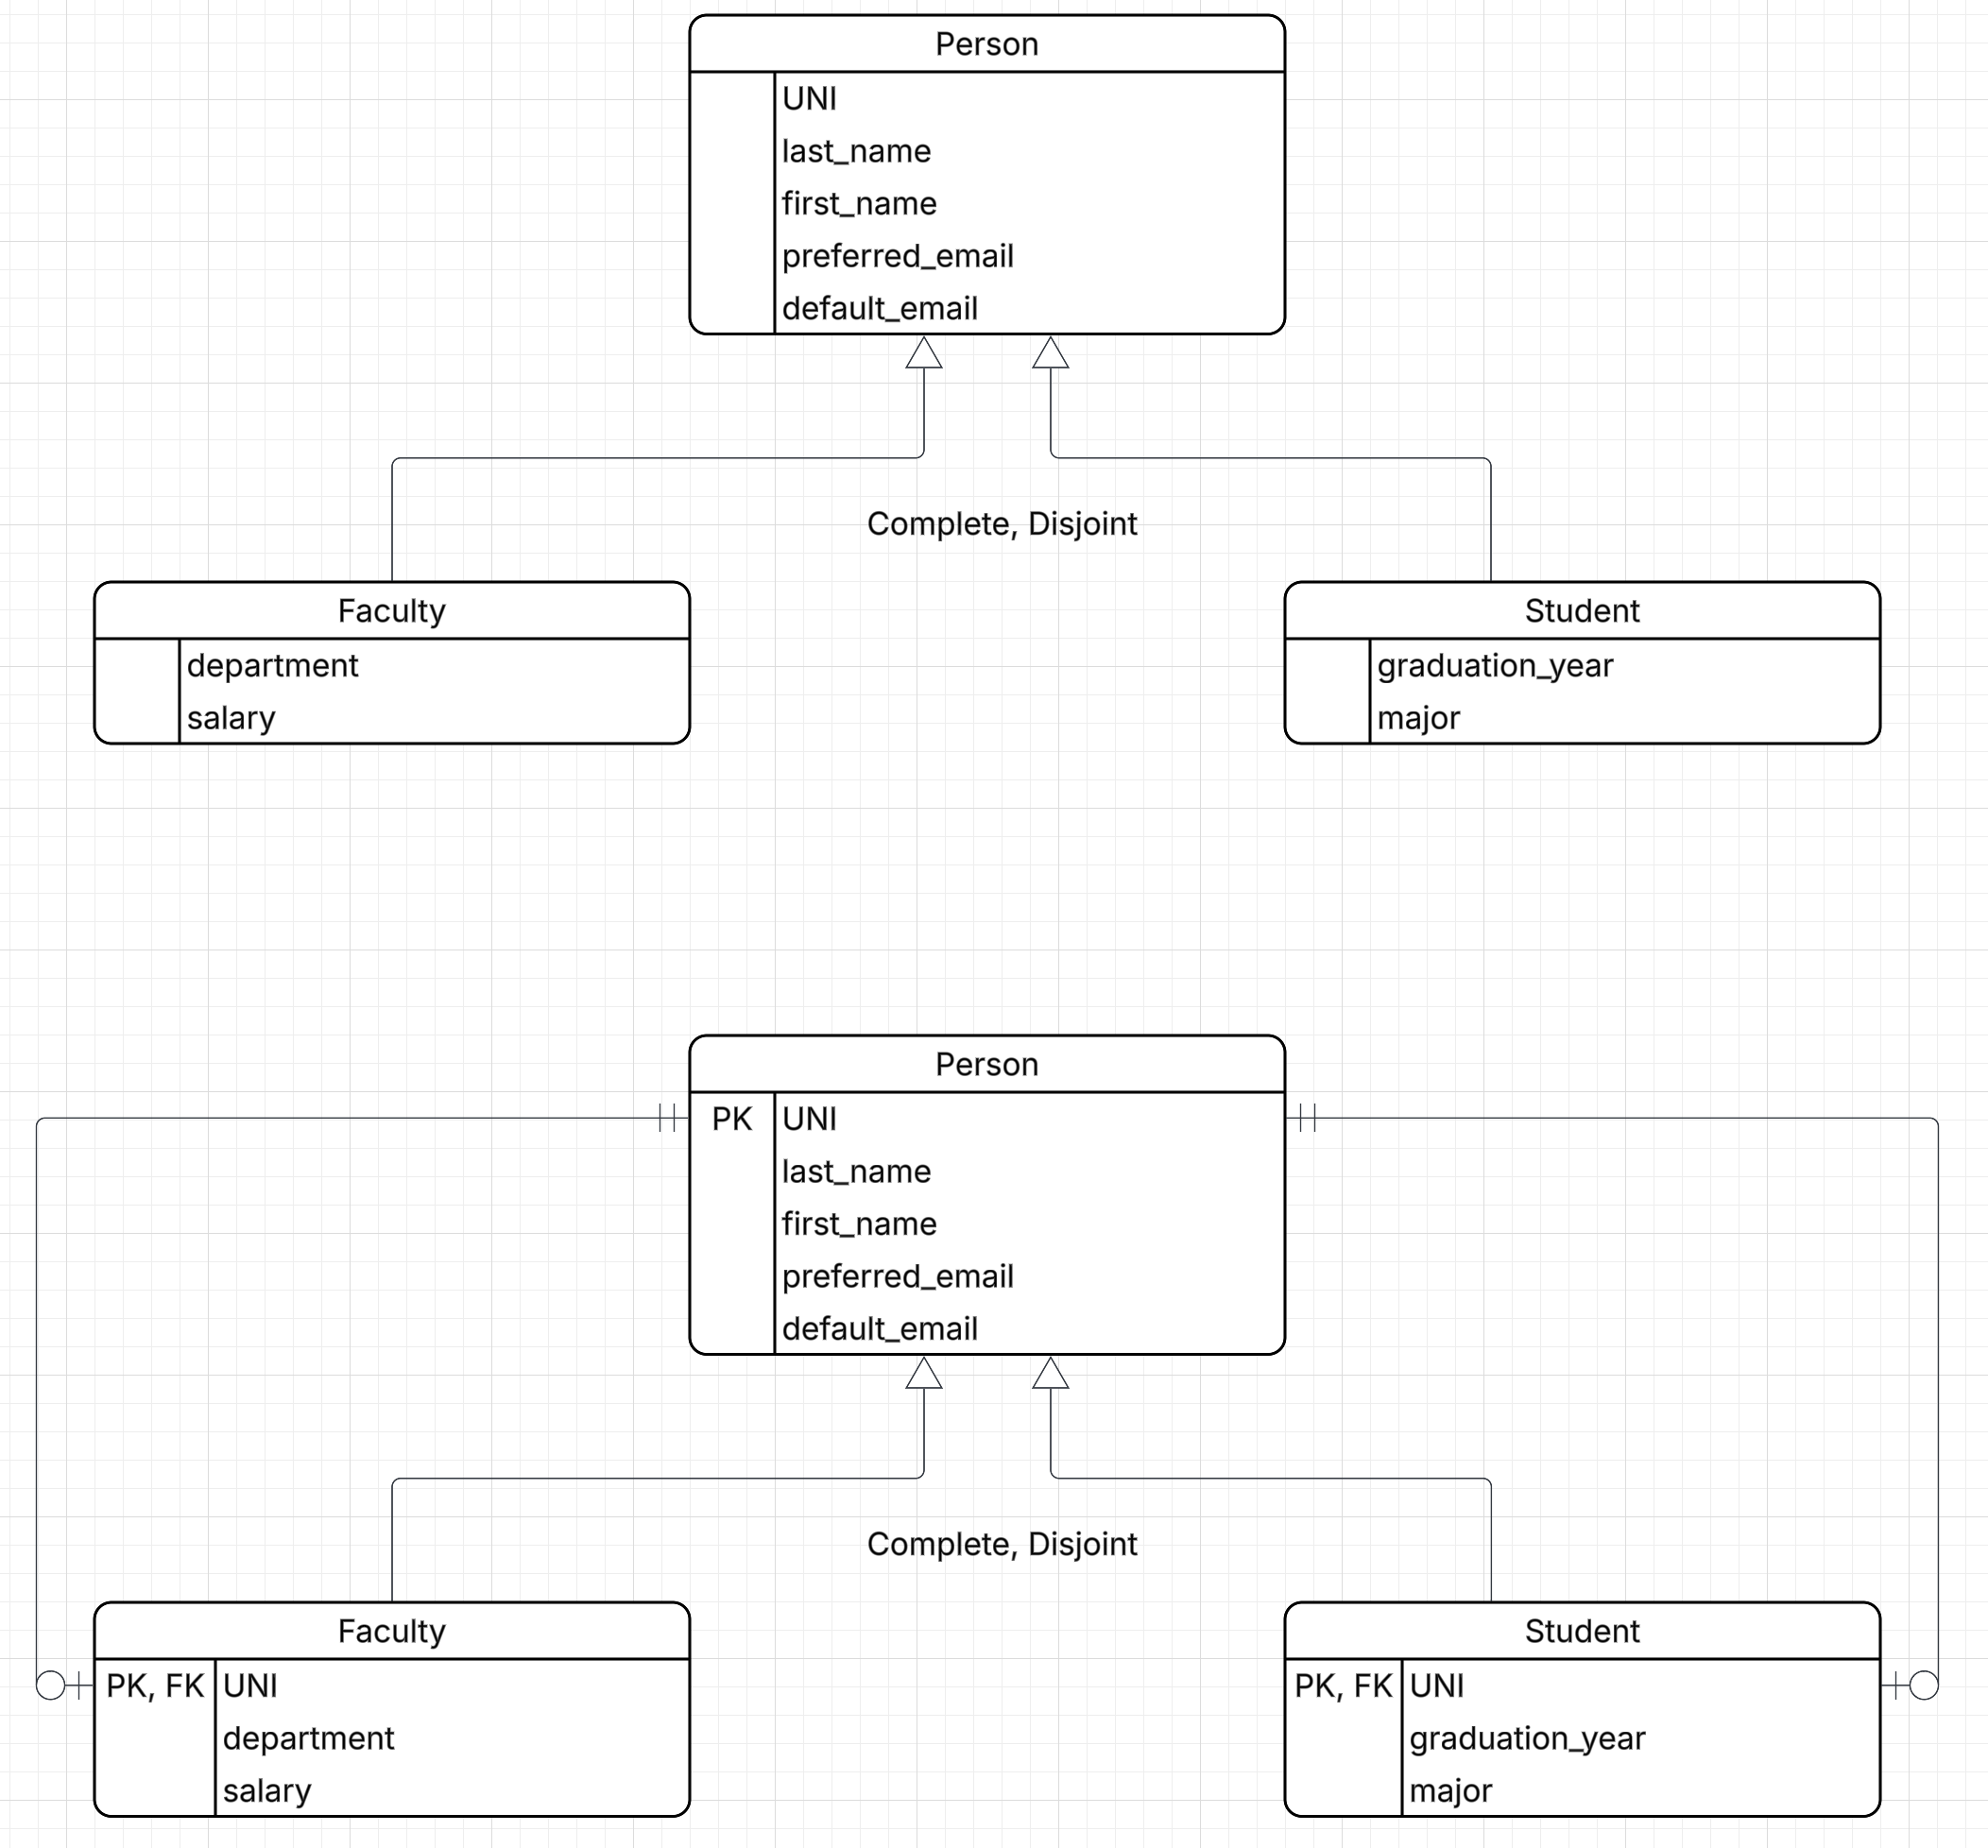 Person
UNI
last_name
first_name
preferred_email
default_email
Complete, Disjoint
Faculty
department
salary
Student
graduation_year
major
Person
PK UNI
last_name
first_name
preferred_email
default_email
Complete, Disjoint
Faculty
PK, FK UNI
department
salary
Student
PK, FK UNI
graduation_year
major